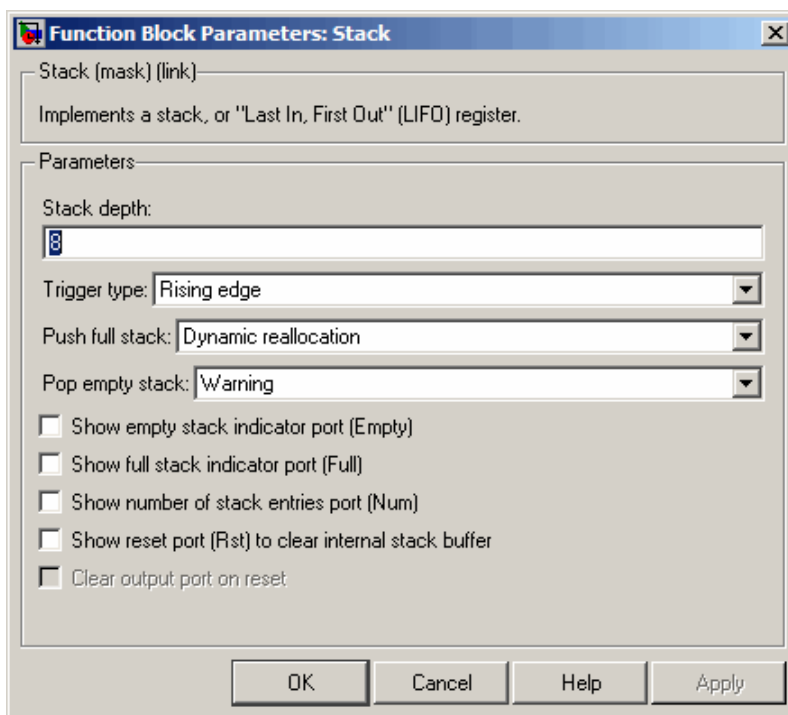 Function Block Parameters: Stack
Stack (mask) (link)
Implements a stack, or "Last In, First Out" (LIFO) register.
Parameters
Stack depth:
8
Trigger type: Rising edge
Push full stack: Dynamic reallocation
Pop empty stack: Warning
Show empty stack indicator port (Empty)
Show full stack indicator port (Full)
Show number of stack entries port (Num)
Show reset port (Rst) to clear internal stack buffer
Clear output port on reset
OK Cancel Help Apply